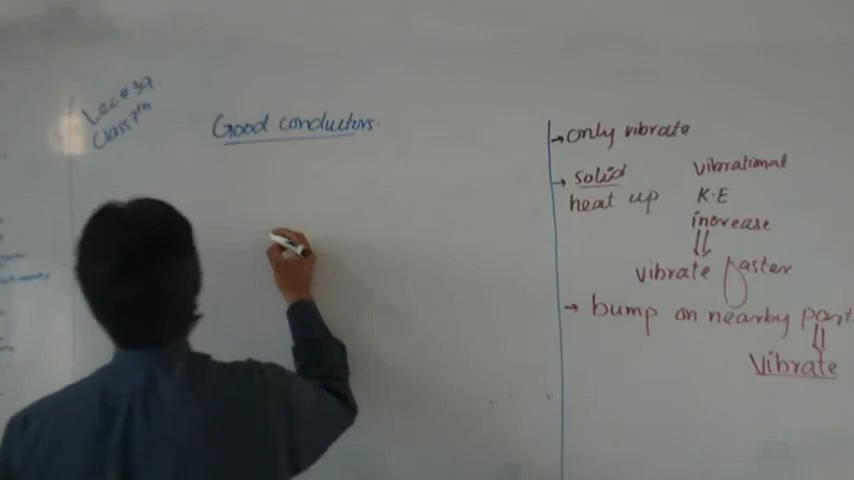 Lec # 39
Class 7th
Good conductors.
→ only vibrate
→ solid
heat up
vibrational
K.E
increase
⇓
vibrate faster
→ bump on nearby part
⇓
Vibrate